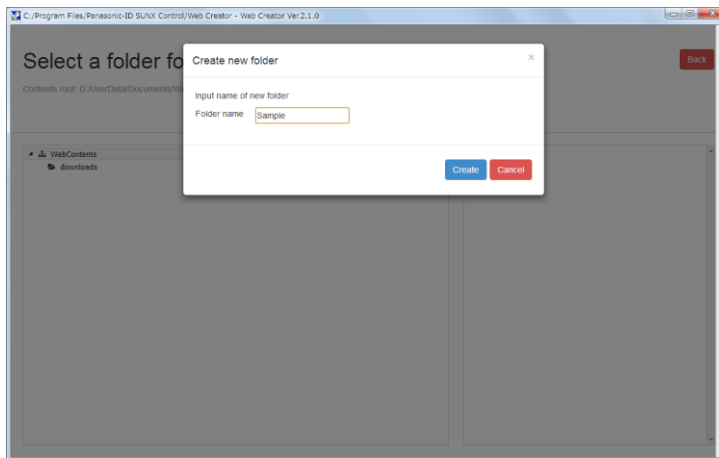 C:/Program Files/Panasonic-ID SUNX Control/Web Creator - Web Creator Ver.2.1.0
Select a folder fo
Back
Contents root: D:/UserData/Documents/We
Create new folder
×
Input name of new folder
Folder name Sample
Create Cancel
WebContents
downloads